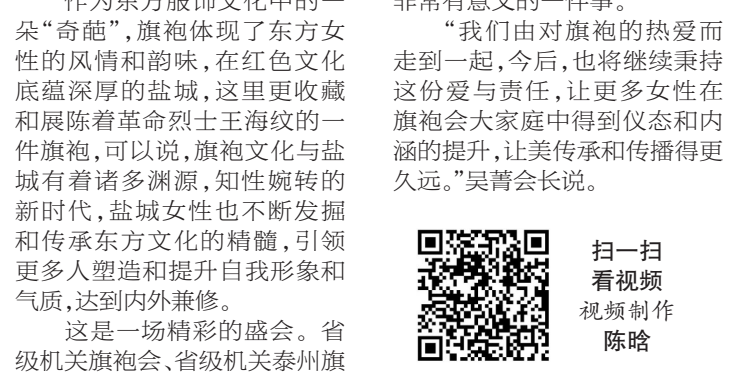 作为东方服饰文化中的一
朵“奇葩”，旗袍体现了东方女
性的风情和韵味，在红色文化
底蕴深厚的盐城，这里更收藏
和展陈着革命烈士王海纹的一
件旗袍，可以说，旗袍文化与盐
城有着诸多渊源，知性婉转的
新时代，盐城女性也不断发掘
和传承东方文化的精髓，引领
更多人塑造和提升自我形象和
气质，达到内外兼修。
这是一场精彩的盛会。省
级机关旗袍会、省级机关泰州旗
非常有意义的一件事。
“我们由对旗袍的热爱而
走到一起，今后，也将继续秉持
这份爱与责任，让更多女性在
旗袍会大家庭中得到仪态和内
涵的提升，让美传承和传播得更
久远。”吴菁会长说。
扫一扫
看视频
视频制作
陈晗